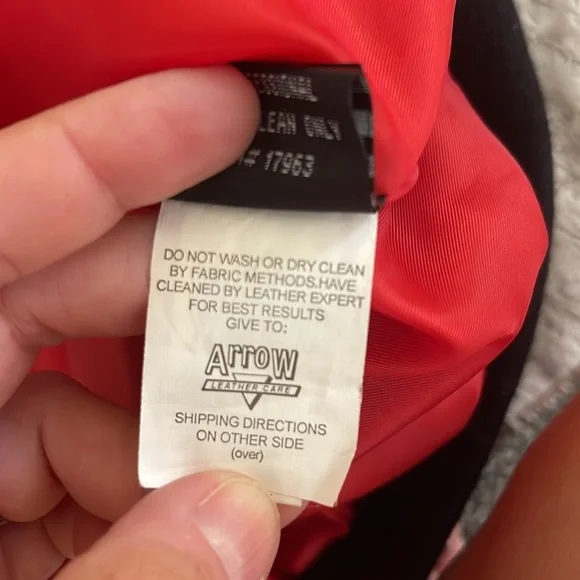 CLEAN ONLY
# 17963
DO NOT WASH OR DRY CLEAN
BY FABRIC METHODS.HAVE
CLEANED BY LEATHER EXPERT
FOR BEST RESULTS
GIVE TO:
Arrow
LEATHER CARE
SHIPPING DIRECTIONS
ON OTHER SIDE
(over)